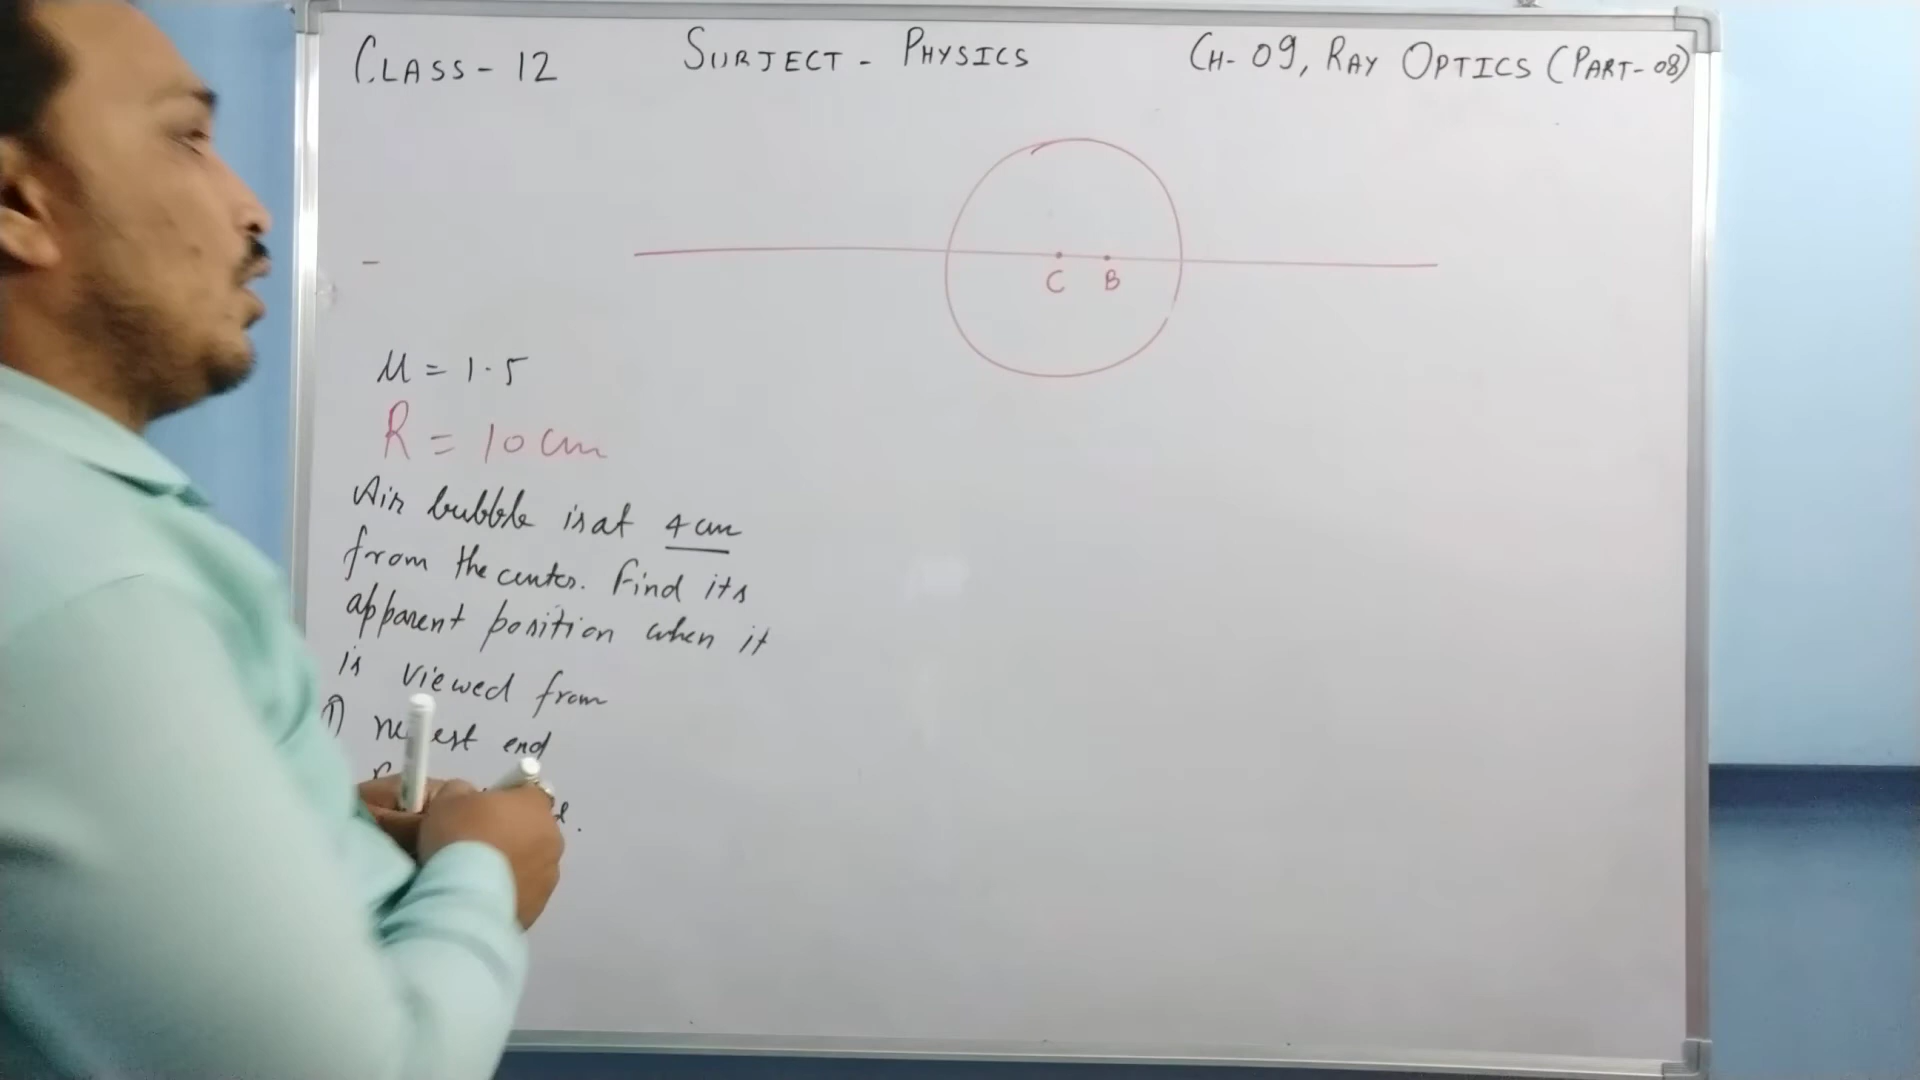 CLASS - 12
SUBJECT - PHYSICS
CH- 09, RAY OPTICS (PART-08)
C B
μ = 1.5
R = 10 cm
Air bubble is at 4 cm
from the center. Find its
apparent position when it
is viewed from
① end